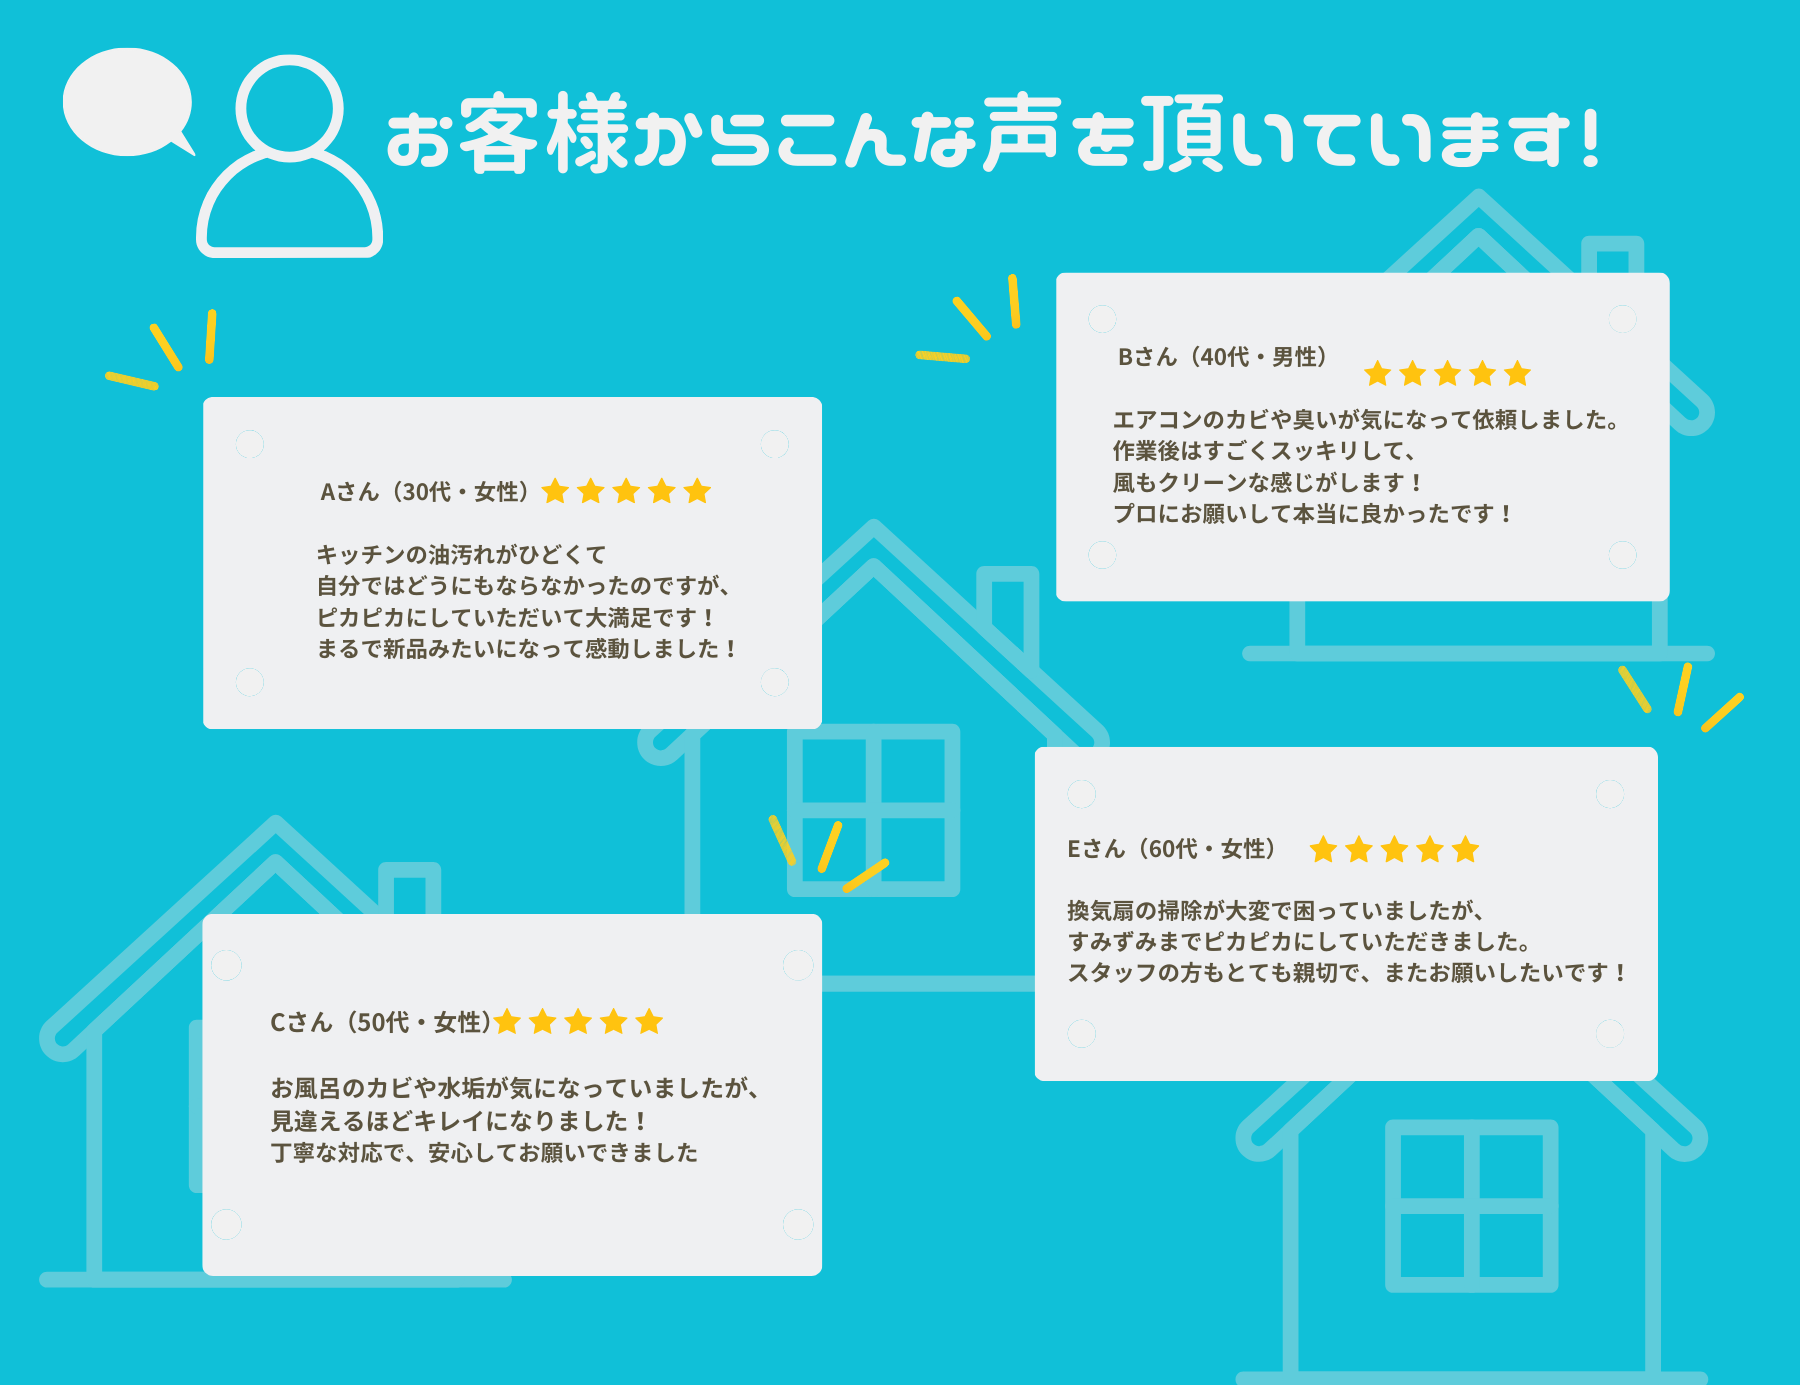 お客様からこんな声を頂いています!
Aさん（30代・女性）★★★★★
キッチンの油汚れがひどくて
自分ではどうにもならなかったのですが、
ピカピカにしていただいて大満足です！
まるで新品みたいになって感動しました！
Bさん（40代・男性） ★★★★★
エアコンのカビや臭いが気になって依頼しました。
作業後はすごくスッキリして、
風もクリーンな感じがします！
プロにお願いして本当に良かったです！
Cさん（50代・女性）★★★★★
お風呂のカビや水垢が気になっていましたが、
見違えるほどキレイになりました！
丁寧な対応で、安心してお願いできました
Eさん（60代・女性） ★★★★★
換気扇の掃除が大変で困っていましたが、
すみずみまでピカピカにしていただきました。
スタッフの方もとても親切で、またお願いしたいです！